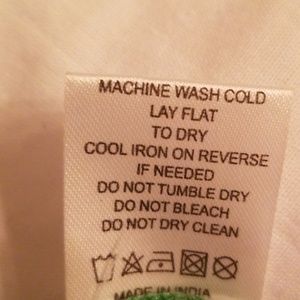 MACHINE WASH COLD
LAY FLAT
TO DRY
COOL IRON ON REVERSE
IF NEEDED
DO NOT TUMBLE DRY
DO NOT BLEACH
DO NOT DRY CLEAN
MADE IN INDIA